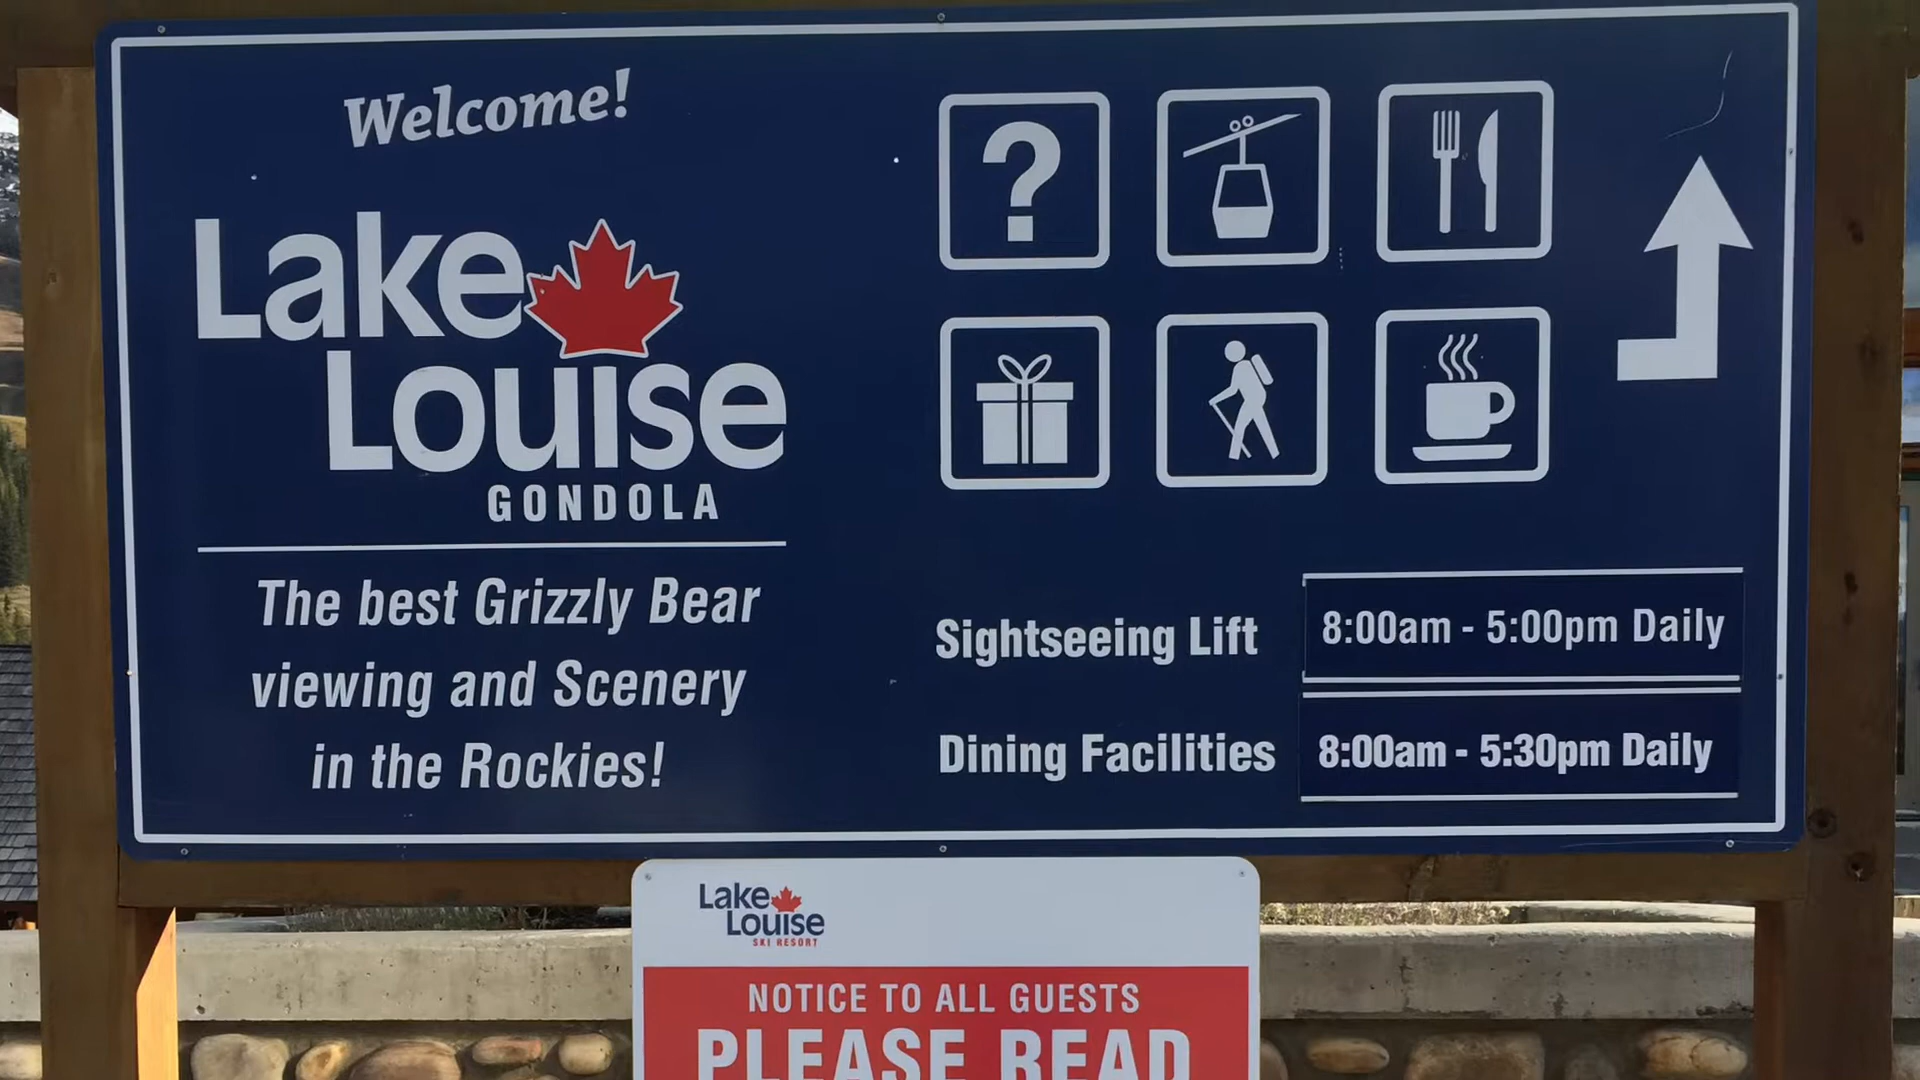 Welcome!
Lake
Louise
GONDOLA
The best Grizzly Bear
viewing and Scenery
in the Rockies!
?
Sightseeing Lift 8:00am - 5:00pm Daily
Dining Facilities 8:00am - 5:30pm Daily
Lake
Louise
SKI RESORT
NOTICE TO ALL GUESTS
PLEASE READ